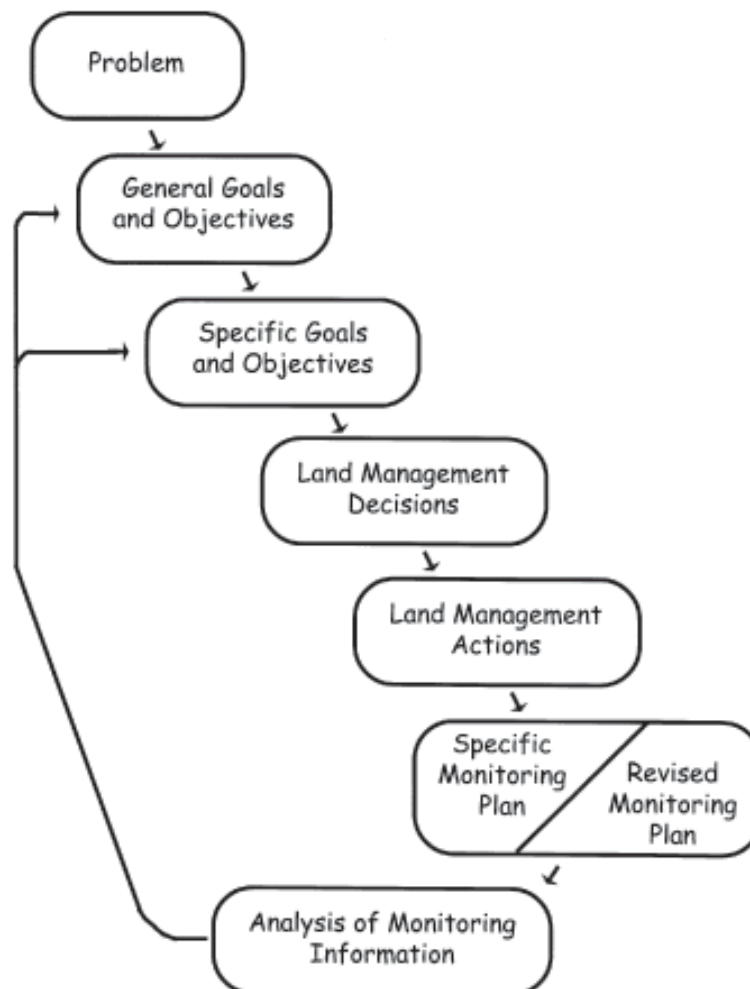 Problem
General Goals
and Objectives
Specific Goals
and Objectives
Land Management
Decisions
Land Management
Actions
Specific
Monitoring
Plan
Revised
Monitoring
Plan
Analysis of Monitoring
Information